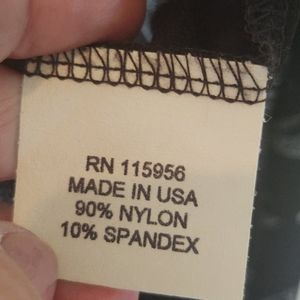 RN 115956
MADE IN USA
90% NYLON
10% SPANDEX